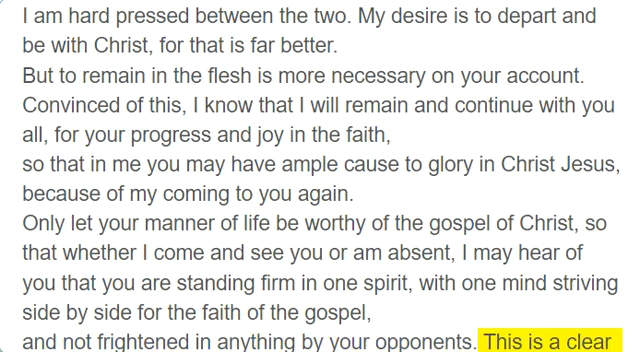 I am hard pressed between the two. My desire is to depart and
be with Christ, for that is far better.
But to remain in the flesh is more necessary on your account.
Convinced of this, I know that I will remain and continue with you
all, for your progress and joy in the faith,
so that in me you may have ample cause to glory in Christ Jesus,
because of my coming to you again.
Only let your manner of life be worthy of the gospel of Christ, so
that whether I come and see you or am absent, I may hear of
you that you are standing firm in one spirit, with one mind striving
side by side for the faith of the gospel,
and not frightened in anything by your opponents. This is a clear